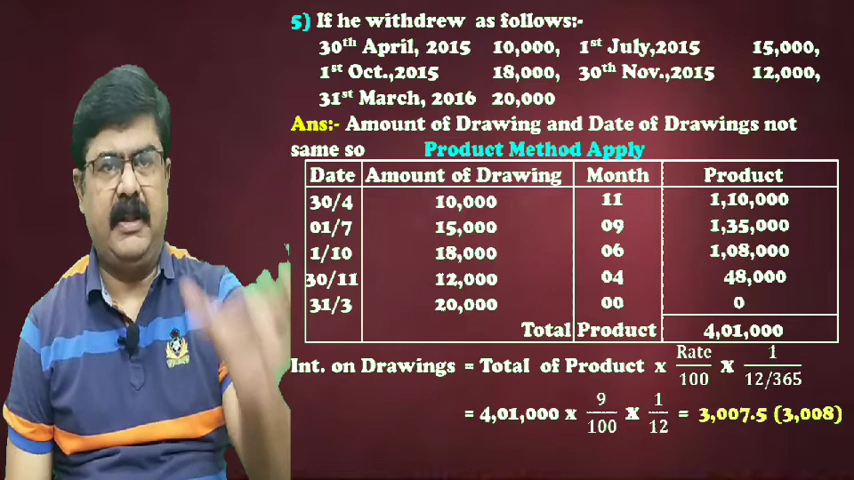 5) If he withdrew as follows:-
30th April, 2015 10,000, 1st July,2015 15,000,
1st Oct.,2015 18,000, 30th Nov.,2015 12,000,
31st March, 2016 20,000
Ans:- Amount of Drawing and Date of Drawings not
same so Product Method Apply
Date Amount of Drawing Month Product
30/4 10,000 11 1,10,000
01/7 15,000 09 1,35,000
1/10 18,000 06 1,08,000
30/11 12,000 04 48,000
31/3 20,000 00 0
Total Product 4,01,000
Int. on Drawings = Total of Product x Rate/100 X 1/12/365
= 4,01,000 x 9/100 X 1/12 = 3,007.5 (3,008)